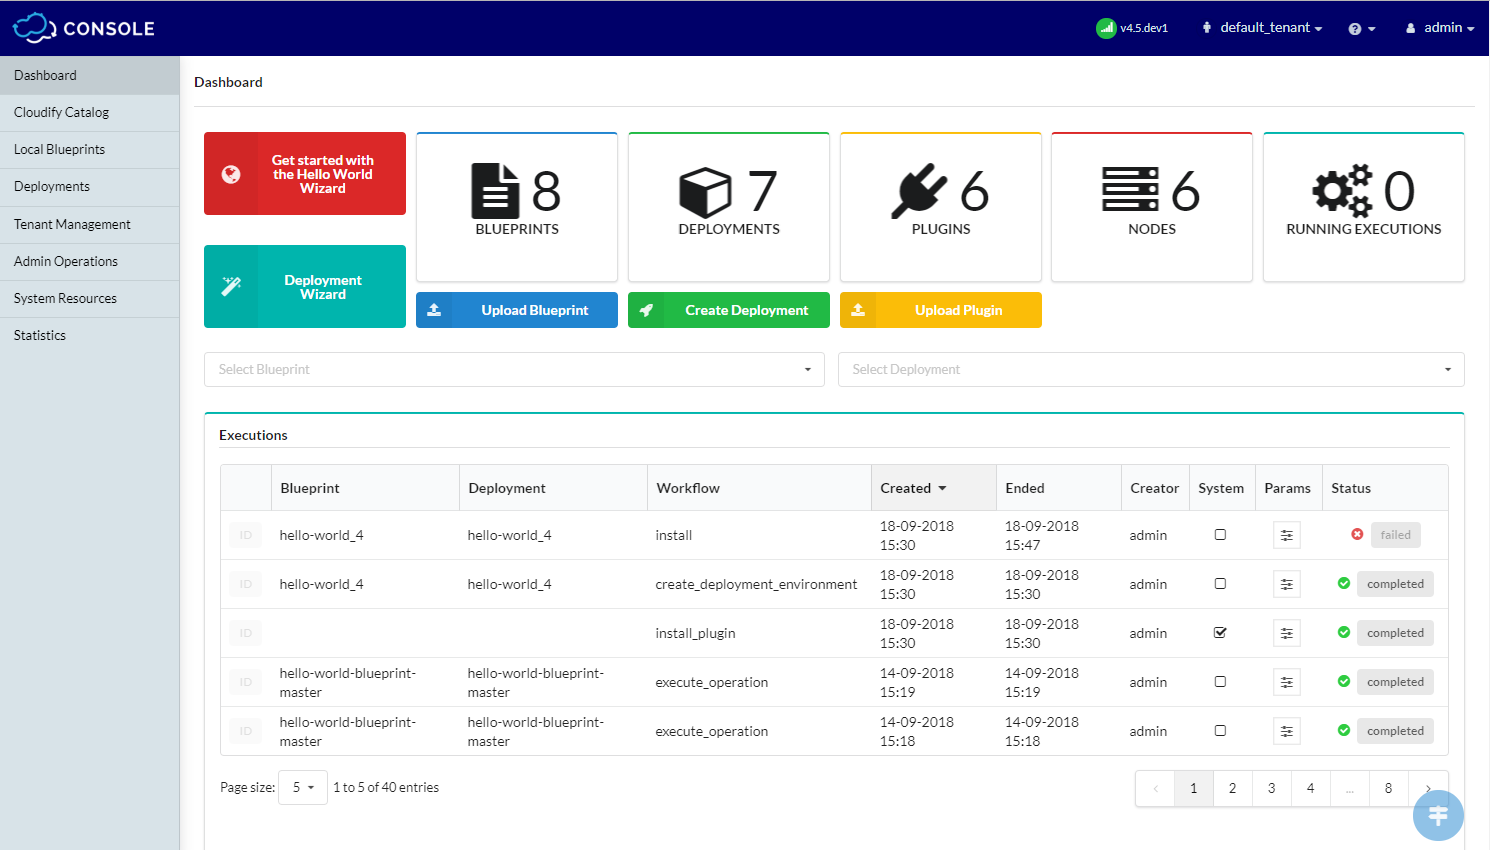 CONSOLE
v4.5.dev1
default_tenant
admin
Dashboard
Cloudify Catalog
Local Blueprints
Deployments
Tenant Management
Admin Operations
System Resources
Statistics
Dashboard
Get started with
the Hello World
Wizard
Deployment
Wizard
8
BLUEPRINTS
7
DEPLOYMENTS
6
PLUGINS
6
NODES
0
RUNNING EXECUTIONS
Upload Blueprint
Create Deployment
Upload Plugin
Select Blueprint
Select Deployment
Executions
Blueprint Deployment Workflow Created Ended Creator System Params Status
ID hello-world_4 hello-world_4 install 18-09-2018 15:30 18-09-2018 15:47 admin failed
ID hello-world_4 hello-world_4 create_deployment_environment 18-09-2018 15:30 18-09-2018 15:30 admin completed
ID install_plugin 18-09-2018 15:30 18-09-2018 15:30 admin completed
ID hello-world-blueprint-master hello-world-blueprint-master execute_operation 14-09-2018 15:19 14-09-2018 15:19 admin completed
ID hello-world-blueprint-master hello-world-blueprint-master execute_operation 14-09-2018 15:18 14-09-2018 15:18 admin completed
Page size: 5 1 to 5 of 40 entries
‹ 1 2 3 4 ... 8 ›